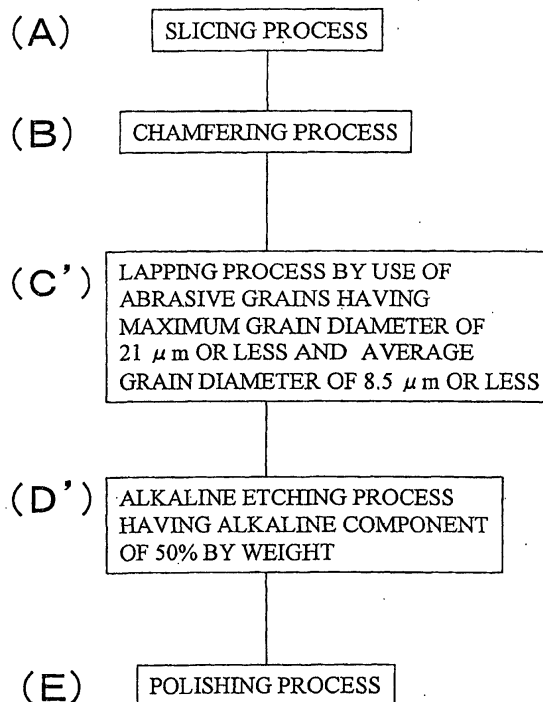 (A) SLICING PROCESS
(B) CHAMFERING PROCESS
(C') LAPPING PROCESS BY USE OF
ABRASIVE GRAINS HAVING
MAXIMUM GRAIN DIAMETER OF
21 μm OR LESS AND AVERAGE
GRAIN DIAMETER OF 8.5 μm OR LESS
(D') ALKALINE ETCHING PROCESS
HAVING ALKALINE COMPONENT
OF 50% BY WEIGHT
(E) POLISHING PROCESS